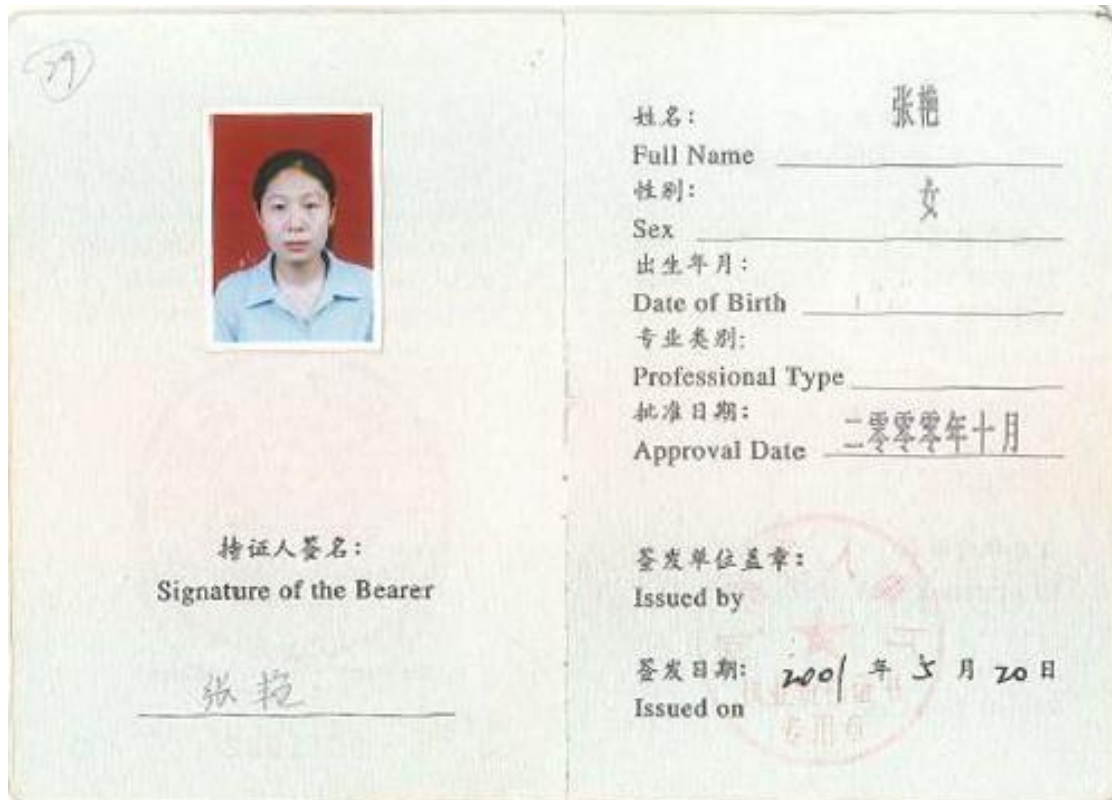 79
持证人签名:
Signature of the Bearer
张艳
姓名: 张艳
Full Name
性别: 女
Sex
出生年月:
Date of Birth
专业类别:
Professional Type
批准日期: 二零零零年十月
Approval Date
签发单位盖章:
Issued by
签发日期: 2001 年 5 月 20 日
Issued on